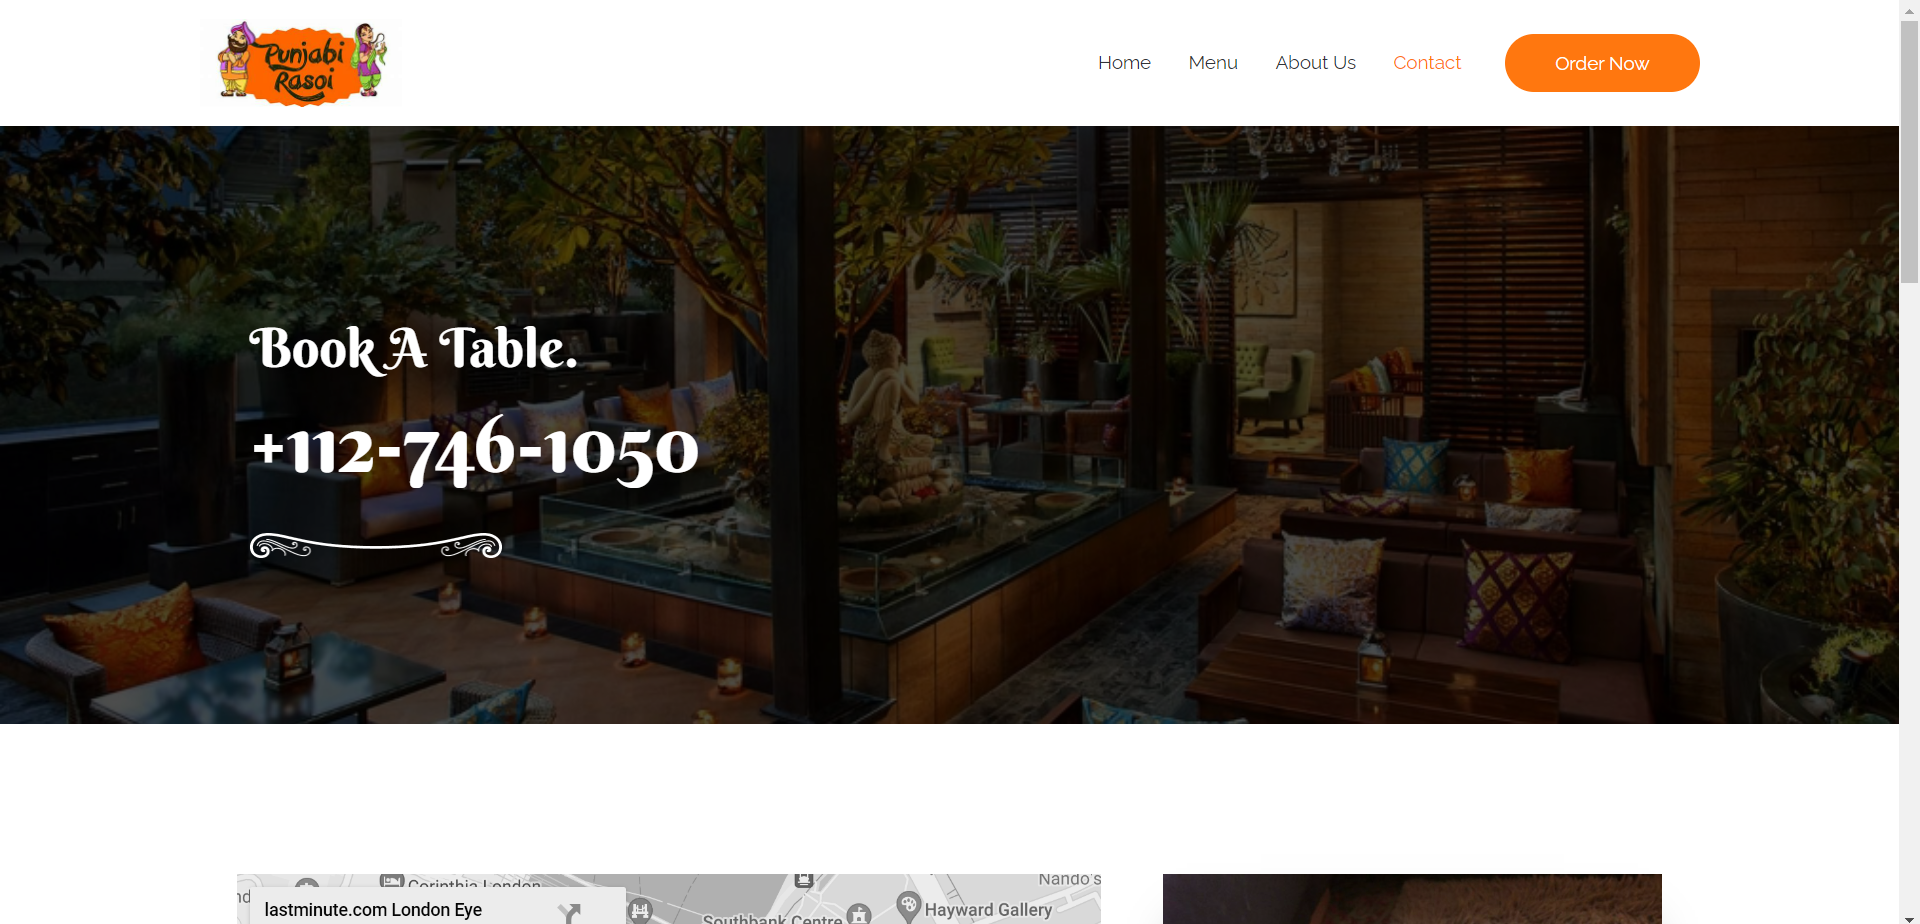 Punjabi
Rasoi
Home
Menu
About Us
Contact
Order Now
Book A Table.
+112-746-1050
Corinthia London
Nando's
lastminute.com London Eye
Southbank Centre
Hayward Gallery